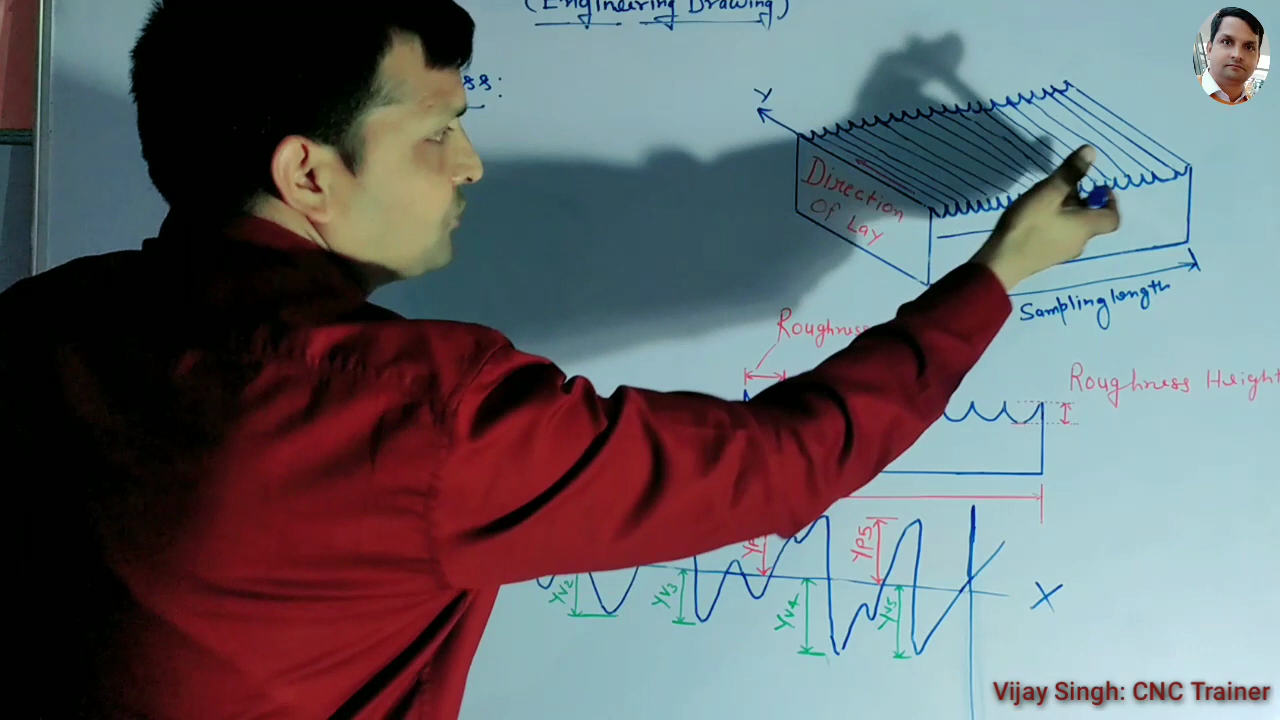 (Engineering Drawing)
ss:
Y
Direction
Of Lay
Sampling length
Roughness
Roughness Height
YP5
X
Yv2
Yv3
Yv4
Yv5
Vijay Singh: CNC Trainer